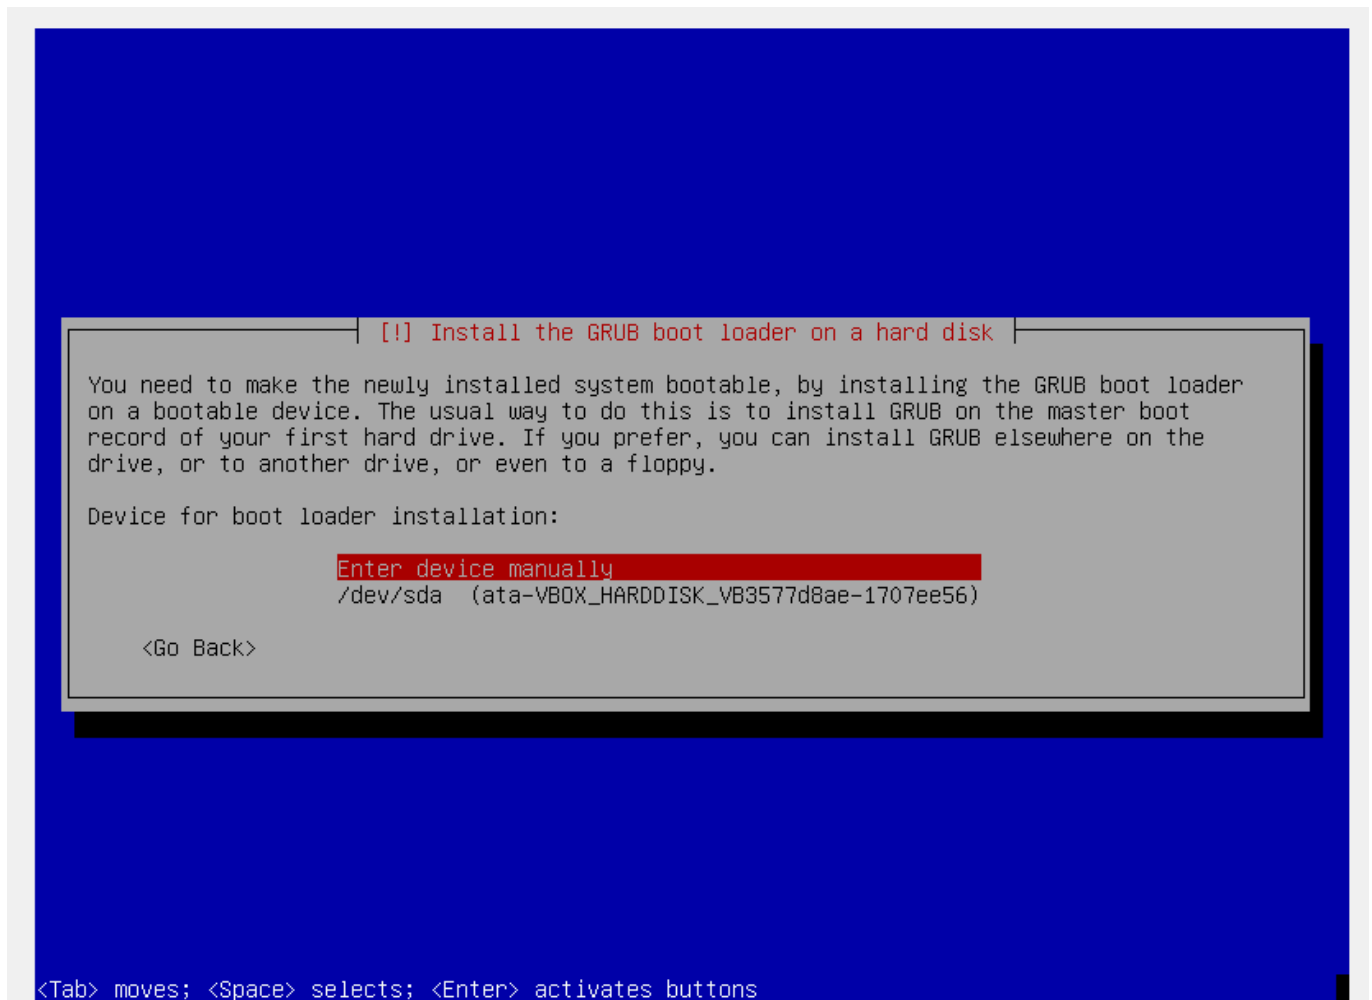 [!] Install the GRUB boot loader on a hard disk
You need to make the newly installed system bootable, by installing the GRUB boot loader
on a bootable device. The usual way to do this is to install GRUB on the master boot
record of your first hard drive. If you prefer, you can install GRUB elsewhere on the
drive, or to another drive, or even to a floppy.
Device for boot loader installation:
Enter device manually
/dev/sda  (ata-VBOX_HARDDISK_VB3577d8ae-1707ee56)
<Go Back>
<Tab> moves; <Space> selects; <Enter> activates buttons